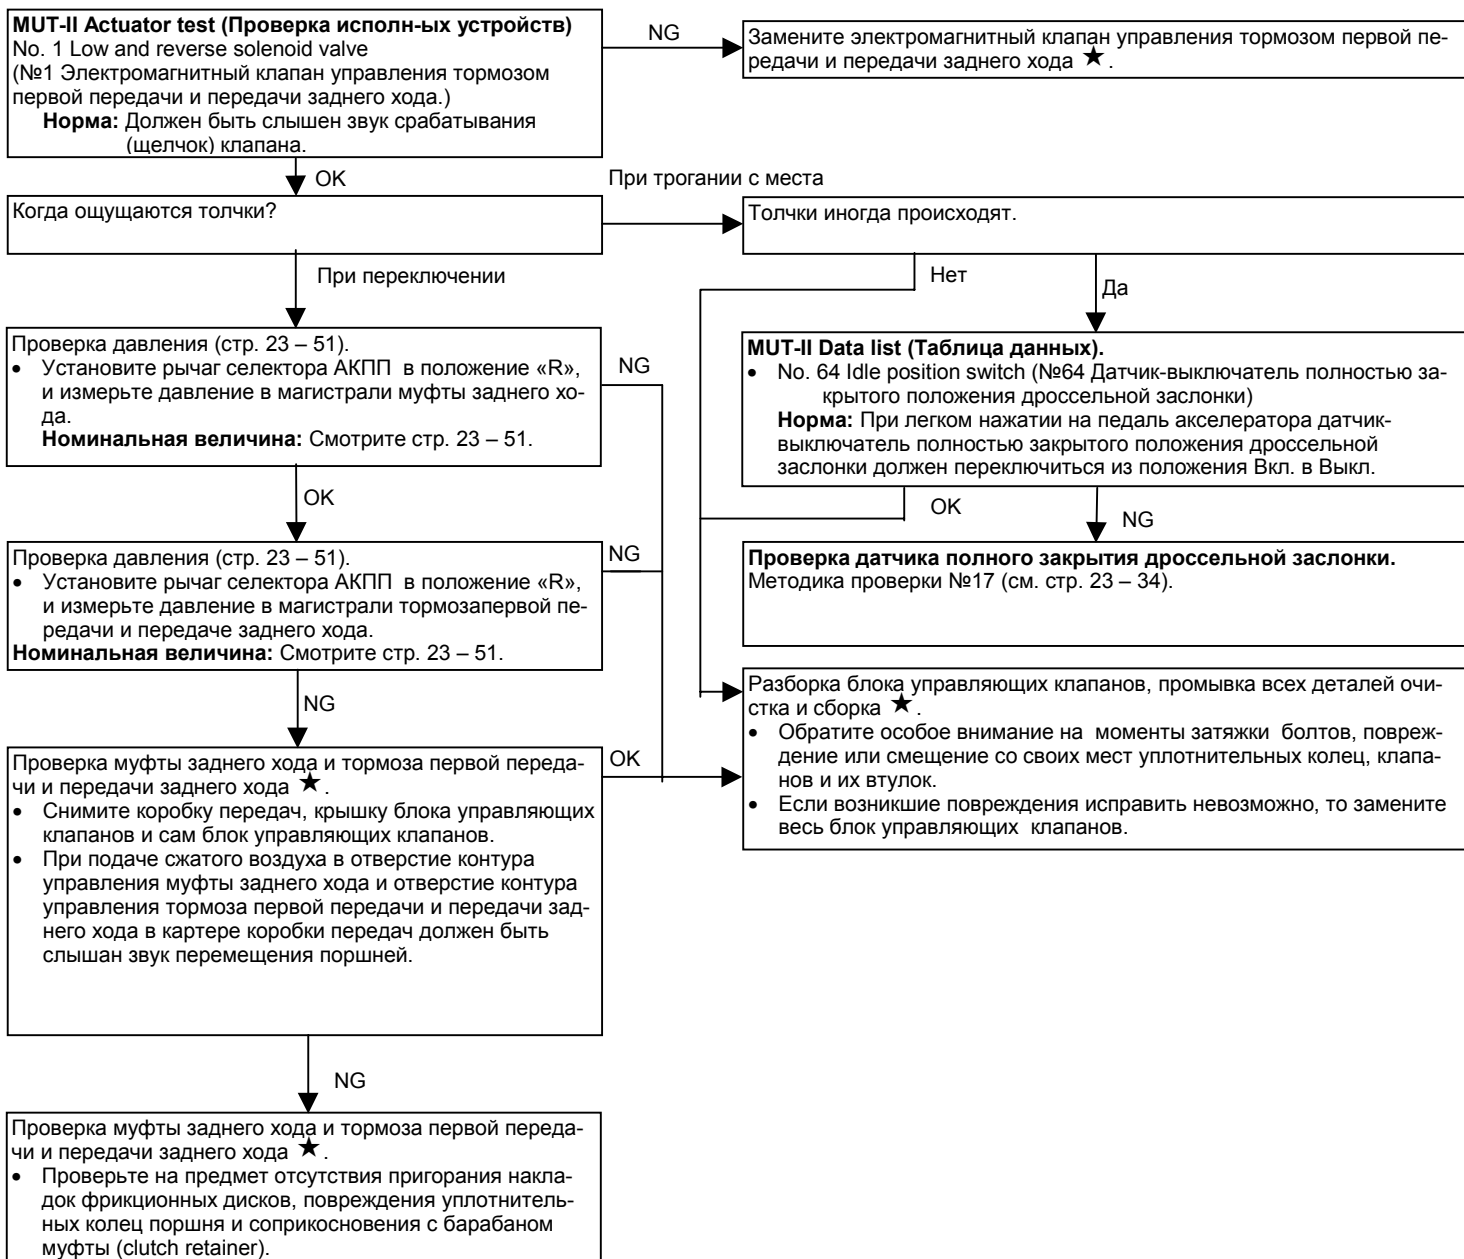 MUT-II Actuator test (Проверка исполн-ых устройств)
No. 1 Low and reverse solenoid valve
(№1 Электромагнитный клапан управления тормозом
первой передачи и передачи заднего хода.)
Норма: Должен быть слышен звук срабатывания
(щелчок) клапана.
NG
Замените электромагнитный клапан управления тормозом первой пе-
редачи и передачи заднего хода ★.
OK
При трогании с места
Когда ощущаются толчки?
Толчки иногда происходят.
При переключении
Нет
Да
Проверка давления (стр. 23 – 51).
• Установите рычаг селектора АКПП в положение «R»,
и измерьте давление в магистрали муфты заднего хо-
да.
Номинальная величина: Смотрите стр. 23 – 51.
NG
MUT-II Data list (Таблица данных).
• No. 64 Idle position switch (№64 Датчик-выключатель полностью за-
крытого положения дроссельной заслонки)
Норма: При легком нажатии на педаль акселератора датчик-
выключатель полностью закрытого положения дроссельной
заслонки должен переключиться из положения Вкл. в Выкл.
OK
OK
NG
Проверка давления (стр. 23 – 51).
• Установите рычаг селектора АКПП в положение «R»,
и измерьте давление в магистрали тормозапервой пе-
редачи и передаче заднего хода.
Номинальная величина: Смотрите стр. 23 – 51.
NG
Проверка датчика полного закрытия дроссельной заслонки.
Методика проверки №17 (см. стр. 23 – 34).
NG
Разборка блока управляющих клапанов, промывка всех деталей очи-
стка и сборка ★.
• Обратите особое внимание на моменты затяжки болтов, повреж-
дение или смещение со своих мест уплотнительных колец, клапа-
нов и их втулок.
• Если возникшие повреждения исправить невозможно, то замените
весь блок управляющих клапанов.
Проверка муфты заднего хода и тормоза первой переда-
чи и передачи заднего хода ★.
• Снимите коробку передач, крышку блока управляющих
клапанов и сам блок управляющих клапанов.
• При подаче сжатого воздуха в отверстие контура
управления муфты заднего хода и отверстие контура
управления тормоза первой передачи и передачи зад-
него хода в картере коробки передач должен быть
слышан звук перемещения поршней.
OK
NG
Проверка муфты заднего хода и тормоза первой переда-
чи и передачи заднего хода ★.
• Проверьте на предмет отсутствия пригорания накла-
док фрикционных дисков, повреждения уплотнитель-
ных колец поршня и соприкосновения с барабаном
муфты (clutch retainer).